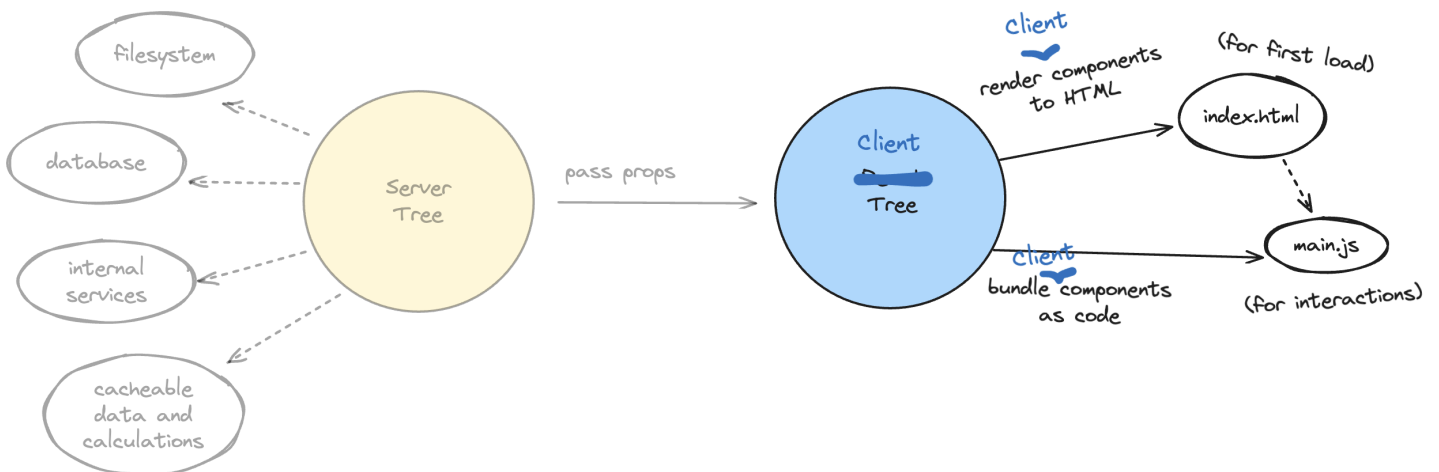 filesystem
database
internal
services
cacheable
data and
calculations
Server
Tree
pass props
Client
Tree
Client
render components
to HTML
(for first load)
index.html
main.js
(for interactions)
Client
bundle components
as code